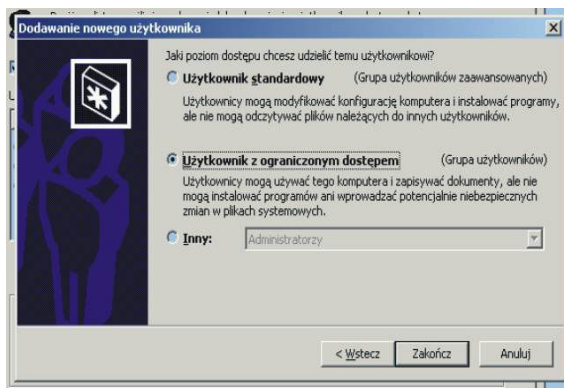 Dodawanie nowego użytkownika
Jaki poziom dostępu chcesz udzielić temu użytkownikowi?
Użytkownik standardowy (Grupa użytkowników zaawansowanych)
Użytkownicy mogą modyfikować konfigurację komputera i instalować programy,
ale nie mogą odczytywać plików należących do innych użytkowników.
Użytkownik z ograniczonym dostępem (Grupa użytkowników)
Użytkownicy mogą używać tego komputera i zapisywać dokumenty, ale nie
mogą instalować programów ani wprowadzać potencjalnie niebezpiecznych
zmian w plikach systemowych.
Inny: Administratorzy
< Wstecz Zakończ Anuluj